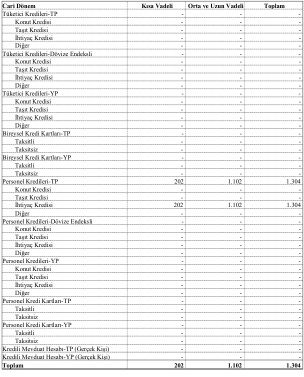 Cari Dönem Kısa Vadeli Orta ve Uzun Vadeli Toplam
Tüketici Kredileri-TP - - -
Konut Kredisi - - -
Taşıt Kredisi - - -
İhtiyaç Kredisi - - -
Diğer - - -
Tüketici Kredileri-Dövize Endeksli - - -
Konut Kredisi - - -
Taşıt Kredisi - - -
İhtiyaç Kredisi - - -
Diğer - - -
Tüketici Kredileri-YP - - -
Konut Kredisi - - -
Taşıt Kredisi - - -
İhtiyaç Kredisi - - -
Diğer - - -
Bireysel Kredi Kartları-TP - - -
Taksitli - - -
Taksitsiz - - -
Bireysel Kredi Kartları-YP - - -
Taksitli - - -
Taksitsiz - - -
Personel Kredileri-TP 202 1.102 1.304
Konut Kredisi - - -
Taşıt Kredisi - - -
İhtiyaç Kredisi 202 1.102 1.304
Diğer - - -
Personel Kredileri-Dövize Endeksli - - -
Konut Kredisi - - -
Taşıt Kredisi - - -
İhtiyaç Kredisi - - -
Diğer - - -
Personel Kredileri-YP - - -
Konut Kredisi - - -
Taşıt Kredisi - - -
İhtiyaç Kredisi - - -
Diğer - - -
Personel Kredi Kartları-TP - - -
Taksitli - - -
Taksitsiz - - -
Personel Kredi Kartları-YP - - -
Taksitli - - -
Taksitsiz - - -
Kredili Mevduat Hesabı-TP (Gerçek Kişi) - - -
Kredili Mevduat Hesabı-YP (Gerçek Kişi) - - -
Toplam 202 1.102 1.304